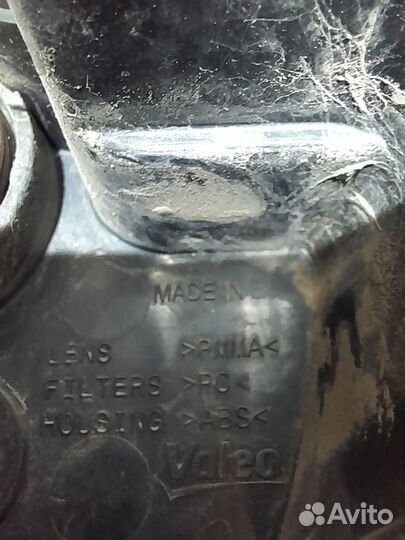 MADE IN
LENS >PMMA<
FILTERS >PC<
HOUSING >ABS<
Valeo
Avito